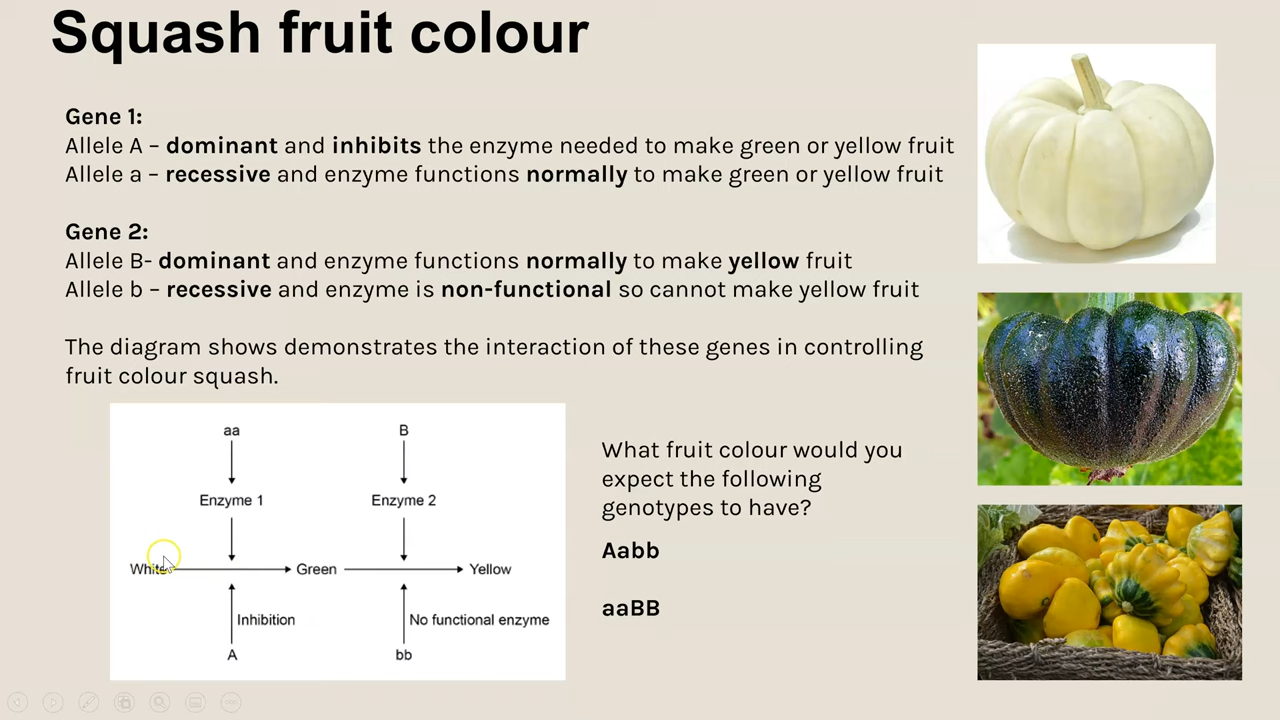 Squash fruit colour
Gene 1:
Allele A – dominant and inhibits the enzyme needed to make green or yellow fruit
Allele a – recessive and enzyme functions normally to make green or yellow fruit
Gene 2:
Allele B- dominant and enzyme functions normally to make yellow fruit
Allele b – recessive and enzyme is non-functional so cannot make yellow fruit
The diagram shows demonstrates the interaction of these genes in controlling
fruit colour squash.
aa
B
Enzyme 1
Enzyme 2
White
Green
Yellow
Inhibition
No functional enzyme
A
bb
What fruit colour would you
expect the following
genotypes to have?
Aabb
aaBB